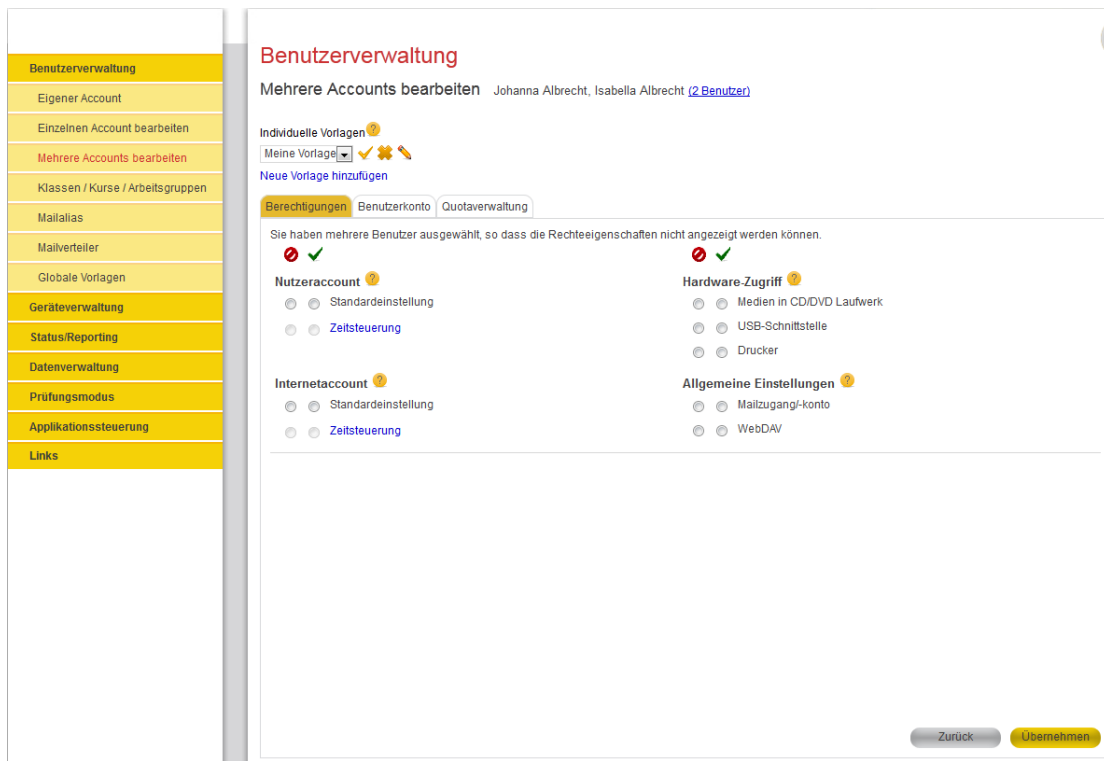 Benutzerverwaltung
Eigener Account
Einzelnen Account bearbeiten
Mehrere Accounts bearbeiten
Klassen / Kurse / Arbeitsgruppen
Mailalias
Mailverteiler
Globale Vorlagen
Geräteverwaltung
Status/Reporting
Datenverwaltung
Prüfungsmodus
Applikationssteuerung
Links
Benutzerverwaltung
Mehrere Accounts bearbeiten Johanna Albrecht, Isabella Albrecht (2 Benutzer)
Individuelle Vorlagen ?
Meine Vorlage
Neue Vorlage hinzufügen
Berechtigungen Benutzerkonto Quotaverwaltung
Sie haben mehrere Benutzer ausgewählt, so dass die Rechteeigenschaften nicht angezeigt werden können.
Nutzeraccount ?
Standardeinstellung
Zeitsteuerung
Internetaccount ?
Standardeinstellung
Zeitsteuerung
Hardware-Zugriff ?
Medien in CD/DVD Laufwerk
USB-Schnittstelle
Drucker
Allgemeine Einstellungen ?
Mailzugang/-konto
WebDAV
Zurück Übernehmen